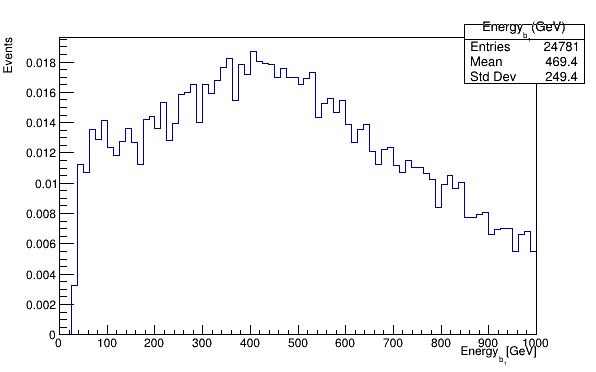 Energy_b₁(GeV)
Entries 24781
Mean 469.4
Std Dev 249.4
Events
0.018
0.016
0.014
0.012
0.01
0.008
0.006
0.004
0.002
0
0 100 200 300 400 500 600 700 800 900 1000
Energy_b₁[GeV]